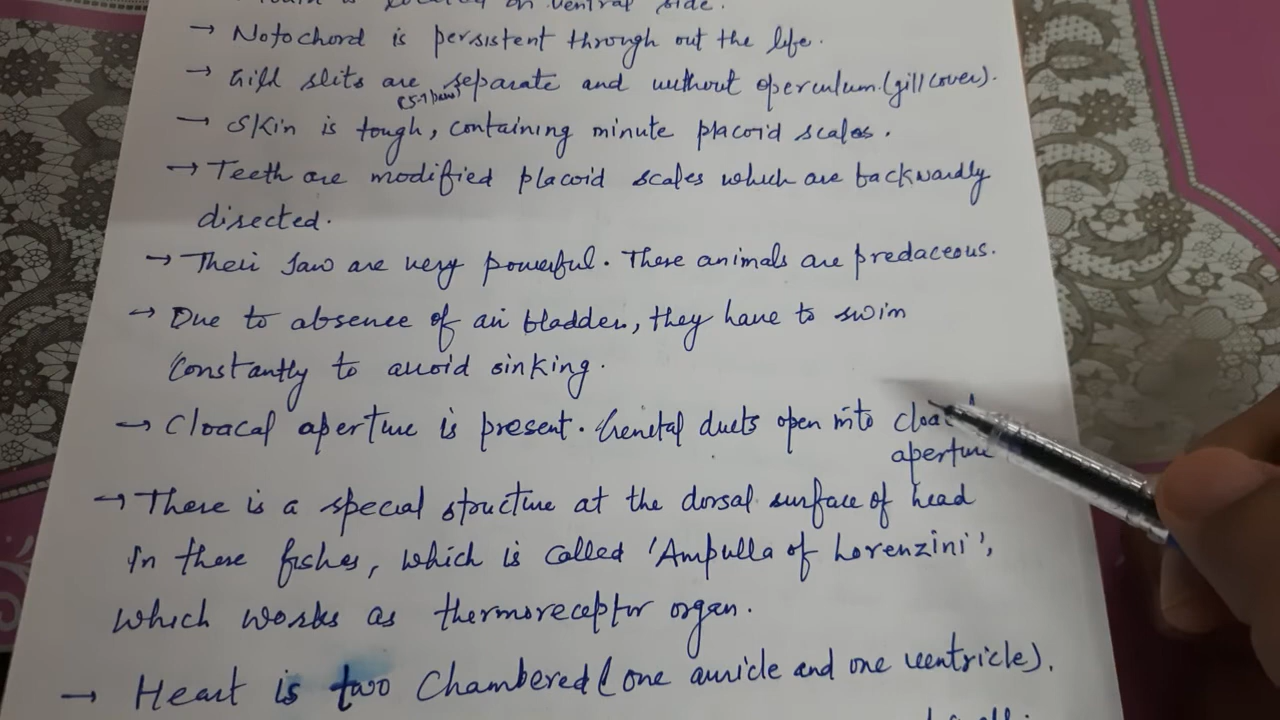 is located on ventral side.
→ Notochord is persistent through out the life.
→ Gill slits are separate and without operculum.(gill cover).
→ Skin is tough, containing minute placoid scales.
→ Teeth are modified placoid scales which are backwardly
directed.
→ Their Jaw are very powerful. These animals are predaceous.
→ Due to absence of air bladder, they have to swim
Constantly to avoid sinking.
→ Cloacal aperture is present. Genital ducts open into
aperture
→ There is a special structure at the dorsal surface of head
In these fishes, which is called 'Ampulla of Lorenzini',
which works as thermoreceptor organ.
→ Heart is two Chambered (one auricle and one ventricle).